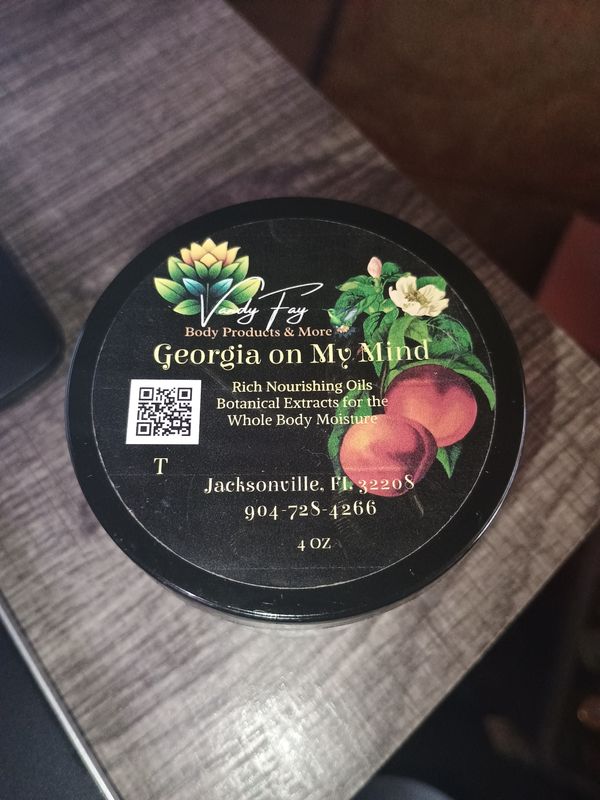 Vandy Fay
Body Products & More
Georgia on My Mind
Rich Nourishing Oils
Botanical Extracts for the
Whole Body Moisture
T
Jacksonville, FL 32208
904-728-4266
4 OZ